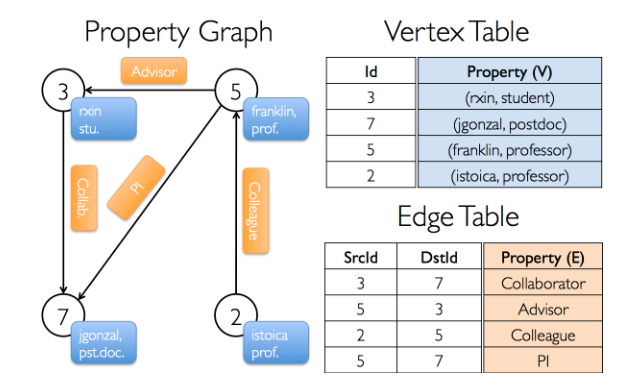 Property Graph
Advisor
3
5
rxin
stu.
franklin,
prof.
Collab.
PI
Colleague
7
2
jgonzal,
pst.doc.
istoica
prof.
Vertex Table
Id Property (V)
3 (rxin, student)
7 (jgonzal, postdoc)
5 (franklin, professor)
2 (istoica, professor)
Edge Table
SrcId DstId Property (E)
3 7 Collaborator
5 3 Advisor
2 5 Colleague
5 7 PI